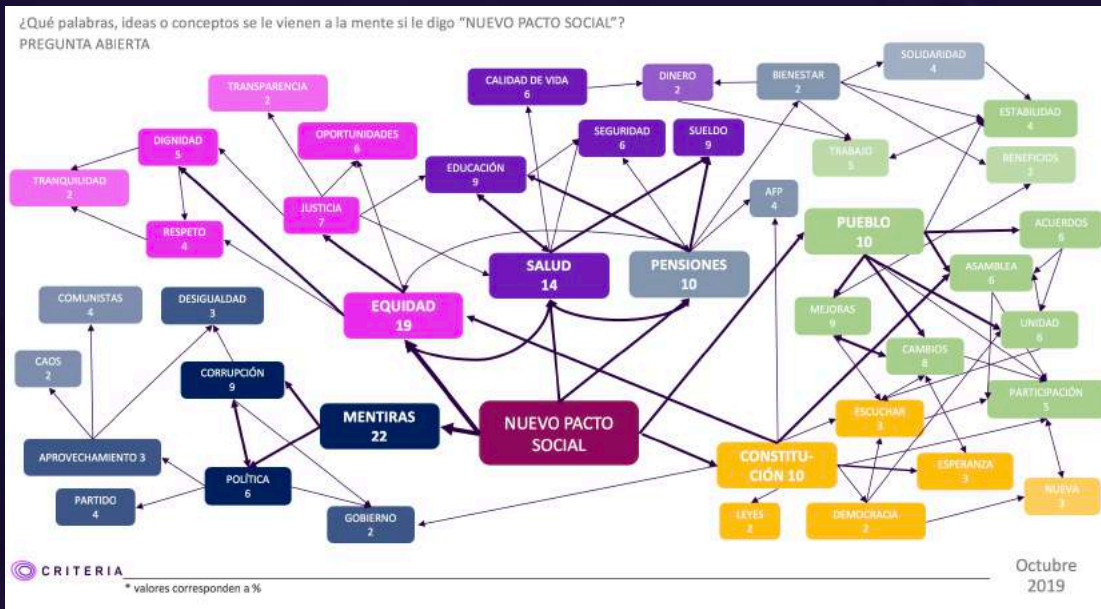 ¿Qué palabras, ideas o conceptos se le vienen a la mente si le digo “NUEVO PACTO SOCIAL”?
PREGUNTA ABIERTA
SOLIDARIDAD
4
CALIDAD DE VIDA
6
DINERO
2
BIENESTAR
2
TRANSPARENCIA
2
ESTABILIDAD
4
OPORTUNIDADES
6
SEGURIDAD
6
SUELDO
9
DIGNIDAD
5
TRABAJO
5
BENEFICIOS
2
EDUCACIÓN
9
TRANQUILIDAD
2
AFP
4
JUSTICIA
7
PUEBLO
10
ACUERDOS
6
RESPETO
4
SALUD
14
PENSIONES
10
ASAMBLEA
6
COMUNISTAS
4
DESIGUALDAD
3
EQUIDAD
19
MEJORAS
9
UNIDAD
6
CAOS
2
CORRUPCIÓN
9
CAMBIOS
8
PARTICIPACIÓN
5
MENTIRAS
22
NUEVO PACTO
SOCIAL
ESCUCHAR
3
APROVECHAMIENTO 3
CONSTITU-
CIÓN 10
ESPERANZA
3
POLÍTICA
6
PARTIDO
4
GOBIERNO
2
LEYES
2
DEMOCRACIA
2
NUEVA
3
CRITERIA
* valores corresponden a %
Octubre
2019